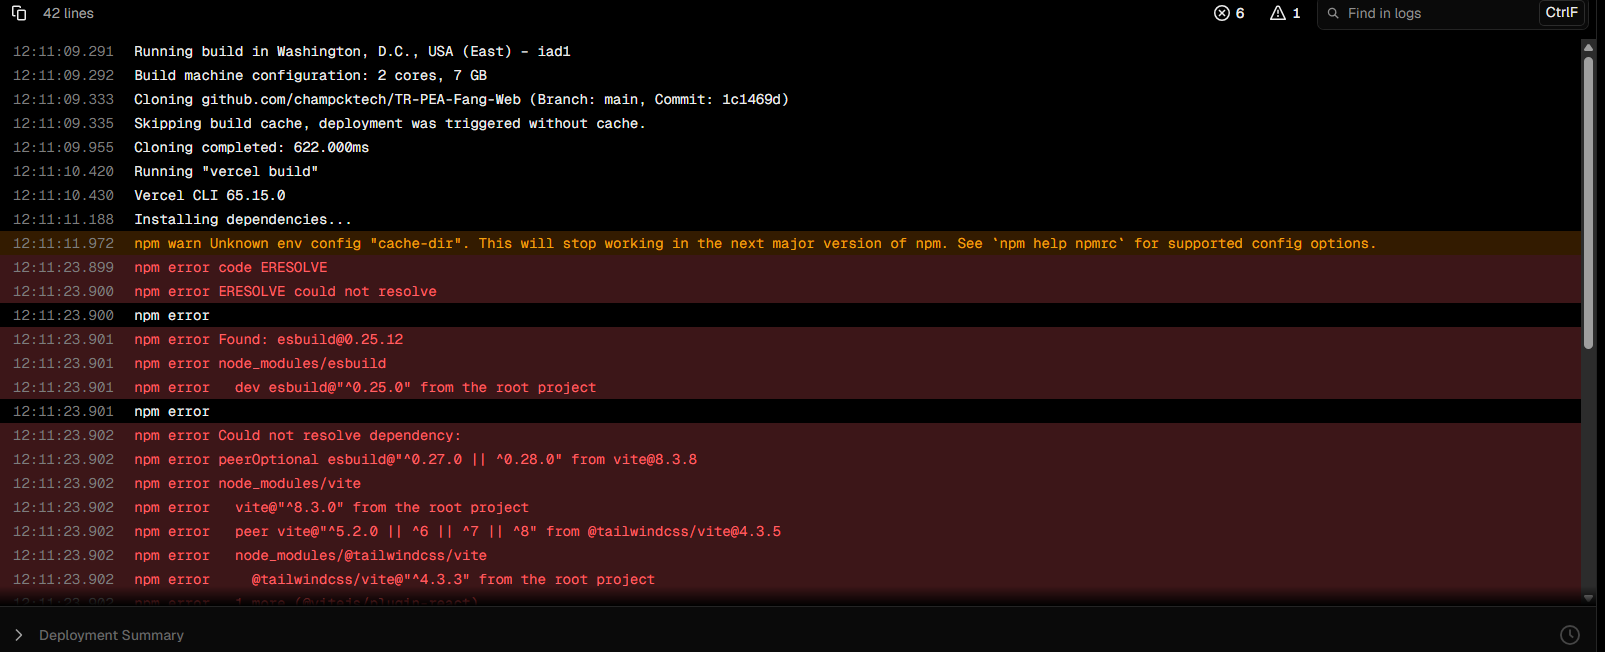 42 lines
6
1
Find in logs
CtrlF
12:11:09.291 Running build in Washington, D.C., USA (East) – iad1
12:11:09.292 Build machine configuration: 2 cores, 7 GB
12:11:09.333 Cloning github.com/champcktech/TR-PEA-Fang-Web (Branch: main, Commit: 1c1469d)
12:11:09.335 Skipping build cache, deployment was triggered without cache.
12:11:09.955 Cloning completed: 622.000ms
12:11:10.420 Running "vercel build"
12:11:10.430 Vercel CLI 65.15.0
12:11:11.188 Installing dependencies...
12:11:11.972 npm warn Unknown env config "cache-dir". This will stop working in the next major version of npm. See `npm help npmrc` for supported config options.
12:11:23.899 npm error code ERESOLVE
12:11:23.900 npm error ERESOLVE could not resolve
12:11:23.900 npm error
12:11:23.901 npm error Found: esbuild@0.25.12
12:11:23.901 npm error node_modules/esbuild
12:11:23.901 npm error   dev esbuild@"^0.25.0" from the root project
12:11:23.901 npm error
12:11:23.902 npm error Could not resolve dependency:
12:11:23.902 npm error peerOptional esbuild@"^0.27.0 || ^0.28.0" from vite@8.3.8
12:11:23.902 npm error node_modules/vite
12:11:23.902 npm error   vite@"^8.3.0" from the root project
12:11:23.902 npm error   peer vite@"^5.2.0 || ^6 || ^7 || ^8" from @tailwindcss/vite@4.3.5
12:11:23.902 npm error   node_modules/@tailwindcss/vite
12:11:23.902 npm error     @tailwindcss/vite@"^4.3.3" from the root project
12:11:23.902 npm error   1 more (@vitejs/plugin-react)
Deployment Summary